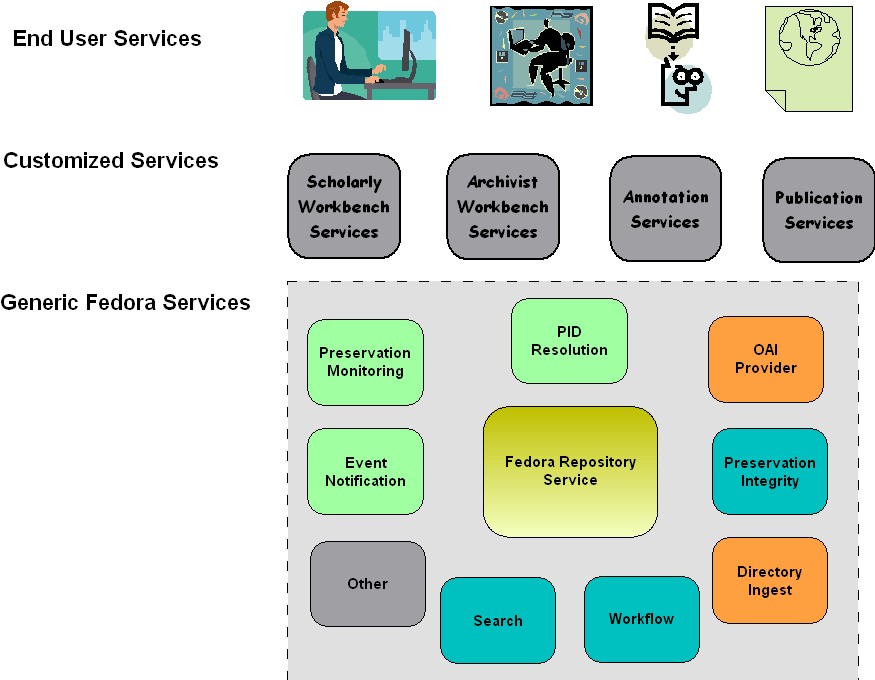 End User Services
Customized Services
Scholarly
Workbench
Services
Archivist
Workbench
Services
Annotation
Services
Publication
Services
Generic Fedora Services
Preservation
Monitoring
PID
Resolution
OAI
Provider
Event
Notification
Fedora Repository
Service
Preservation
Integrity
Other
Search
Workflow
Directory
Ingest